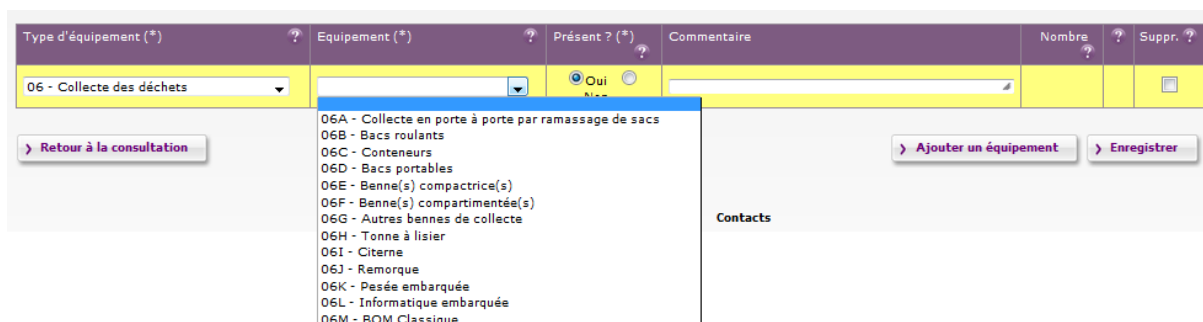 Type d'équipement (*) ? Equipement (*) ? Présent ? (*) ? Commentaire Nombre ? ? Suppr. ?
06 - Collecte des déchets Oui
06A - Collecte en porte à porte par ramassage de sacs
06B - Bacs roulants
06C - Conteneurs
06D - Bacs portables
06E - Benne(s) compactrice(s)
06F - Benne(s) compartimentée(s)
06G - Autres bennes de collecte
06H - Tonne à lisier
06I - Citerne
06J - Remorque
06K - Pesée embarquée
06L - Informatique embarquée
06M - BOM Classique
Retour à la consultation
Ajouter un équipement
Enregistrer
Contacts